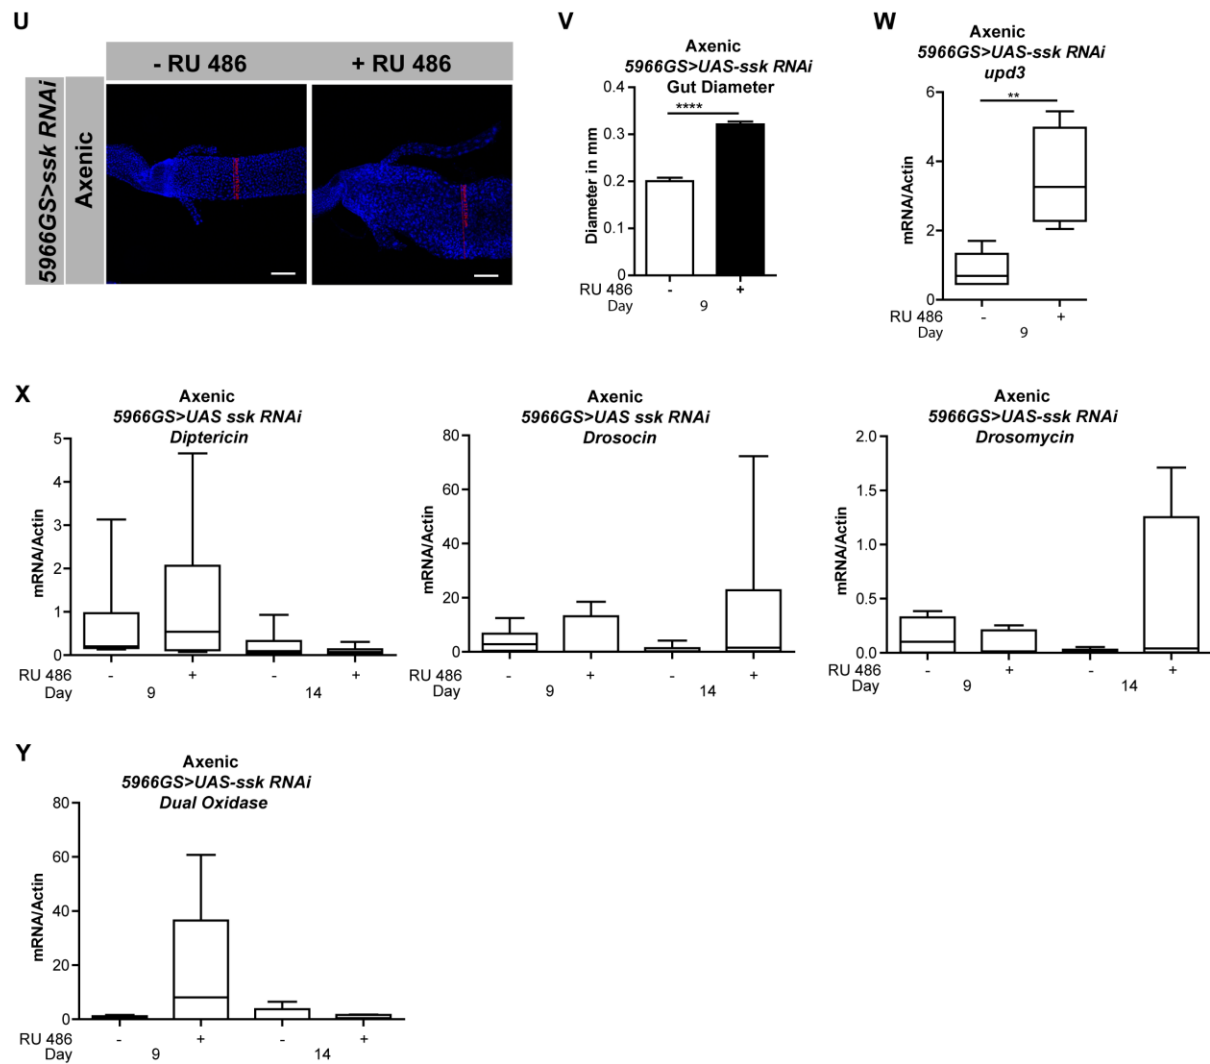 U
- RU 486
+ RU 486
5966GS>ssk RNAi
Axenic
V
Axenic
5966GS>UAS-ssk RNAi
Gut Diameter
Diameter in mm
0.4
0.3
0.2
0.1
0
****
RU 486
-
+
Day
9
W
Axenic
5966GS>UAS-ssk RNAi
upd3
mRNA/Actin
6
4
2
0
**
RU 486
-
+
Day
9
X
Axenic
5966GS>UAS ssk RNAi
Diptericin
mRNA/Actin
5
4
3
2
1
0
RU 486
-
+
-
+
Day
9
14
Axenic
5966GS>UAS ssk RNAi
Drosocin
mRNA/Actin
80
60
40
20
0
RU 486
-
+
-
+
Day
9
14
Axenic
5966GS>UAS-ssk RNAi
Drosomycin
mRNA/Actin
2.0
1.5
1.0
0.5
0.0
RU 486
-
+
-
+
Day
9
14
Y
Axenic
5966GS>UAS-ssk RNAi
Dual Oxidase
mRNA/Actin
80
60
40
20
0
RU 486
-
+
-
+
Day
9
14